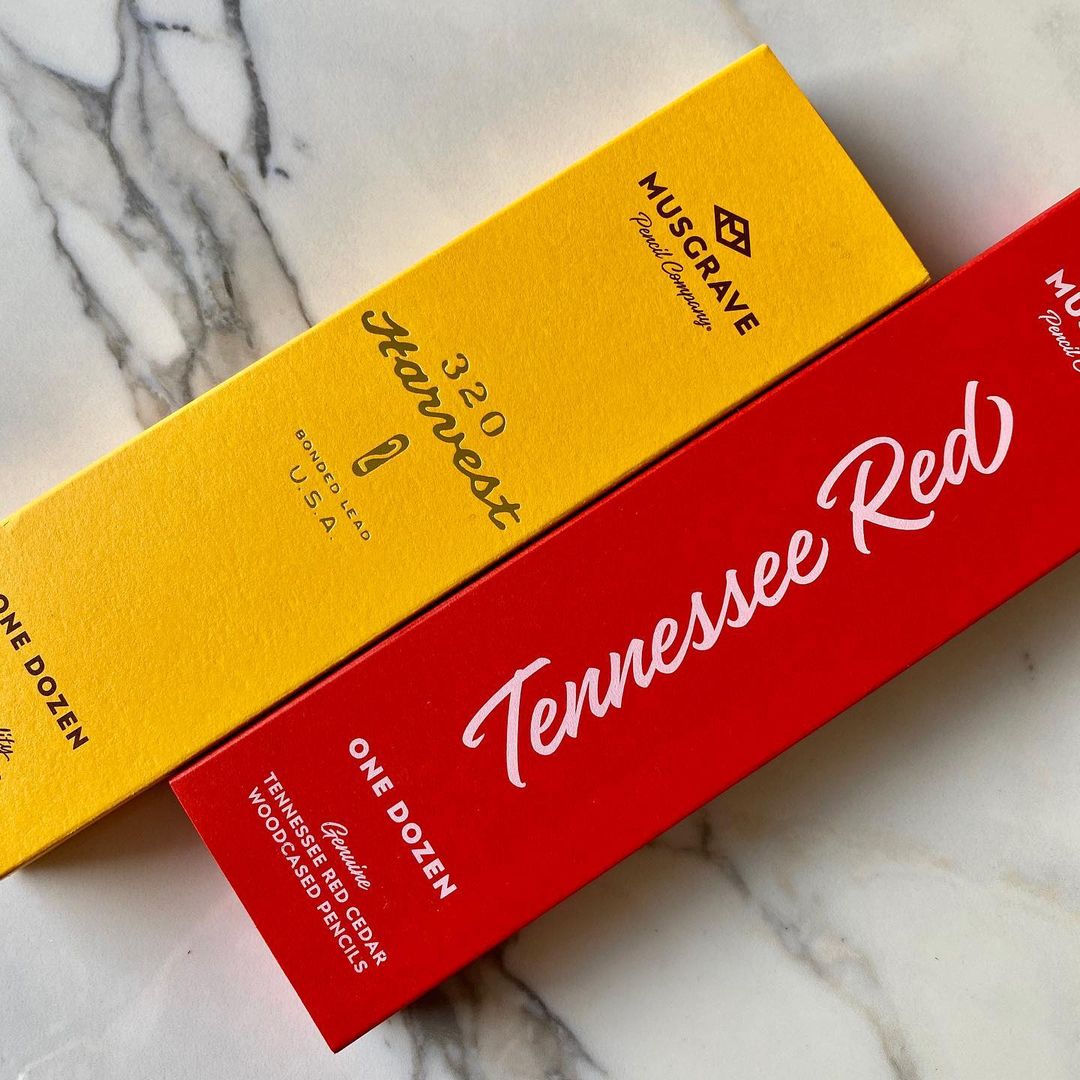 MUSGRAVE
Pencil Company®
320
Harvest
BONDED LEAD
U.S.A.
ONE DOZEN
Tennessee Red
ONE DOZEN
Genuine
TENNESSEE RED CEDAR
WOODCASED PENCILS
Pencil